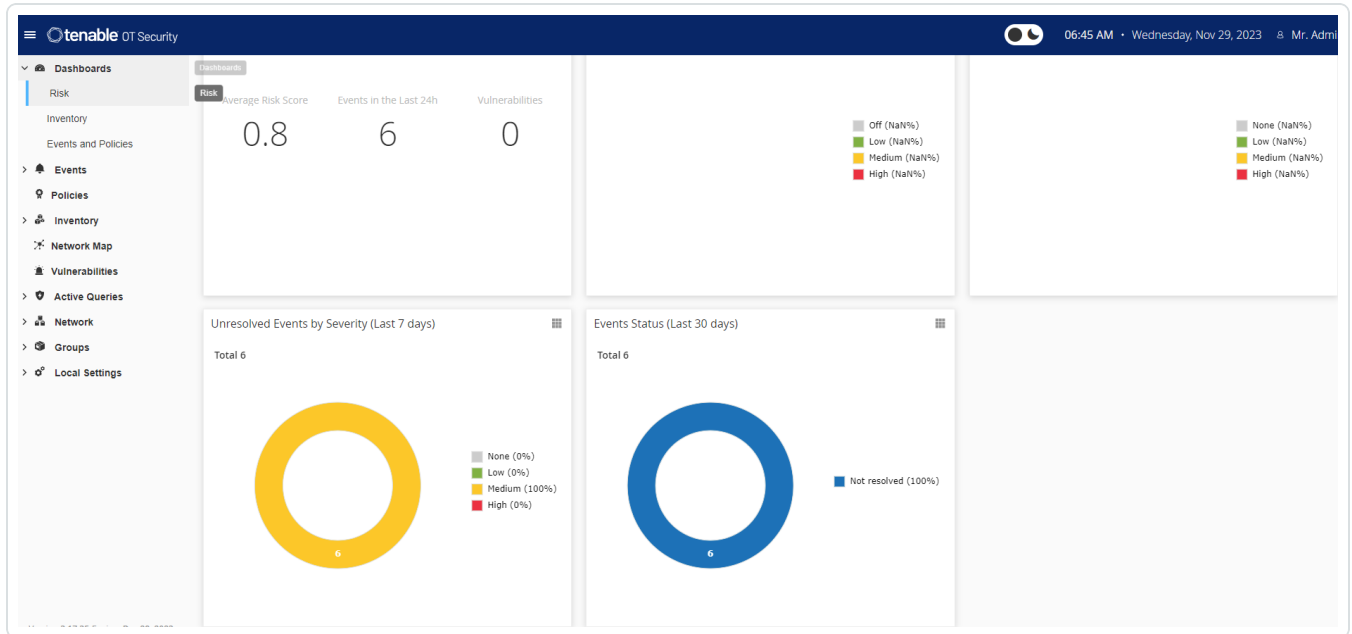 tenable OT Security
06:45 AM • Wednesday, Nov 29, 2023 Mr. Admi
Dashboards
Risk
Inventory
Events and Policies
Events
Policies
Inventory
Network Map
Vulnerabilities
Active Queries
Network
Groups
Local Settings
Dashboards
Risk
Average Risk Score
0.8
Events in the Last 24h
6
Vulnerabilities
0
Off (NaN%)
Low (NaN%)
Medium (NaN%)
High (NaN%)
None (NaN%)
Low (NaN%)
Medium (NaN%)
High (NaN%)
Unresolved Events by Severity (Last 7 days)
Total 6
6
None (0%)
Low (0%)
Medium (100%)
High (0%)
Events Status (Last 30 days)
Total 6
6
Not resolved (100%)